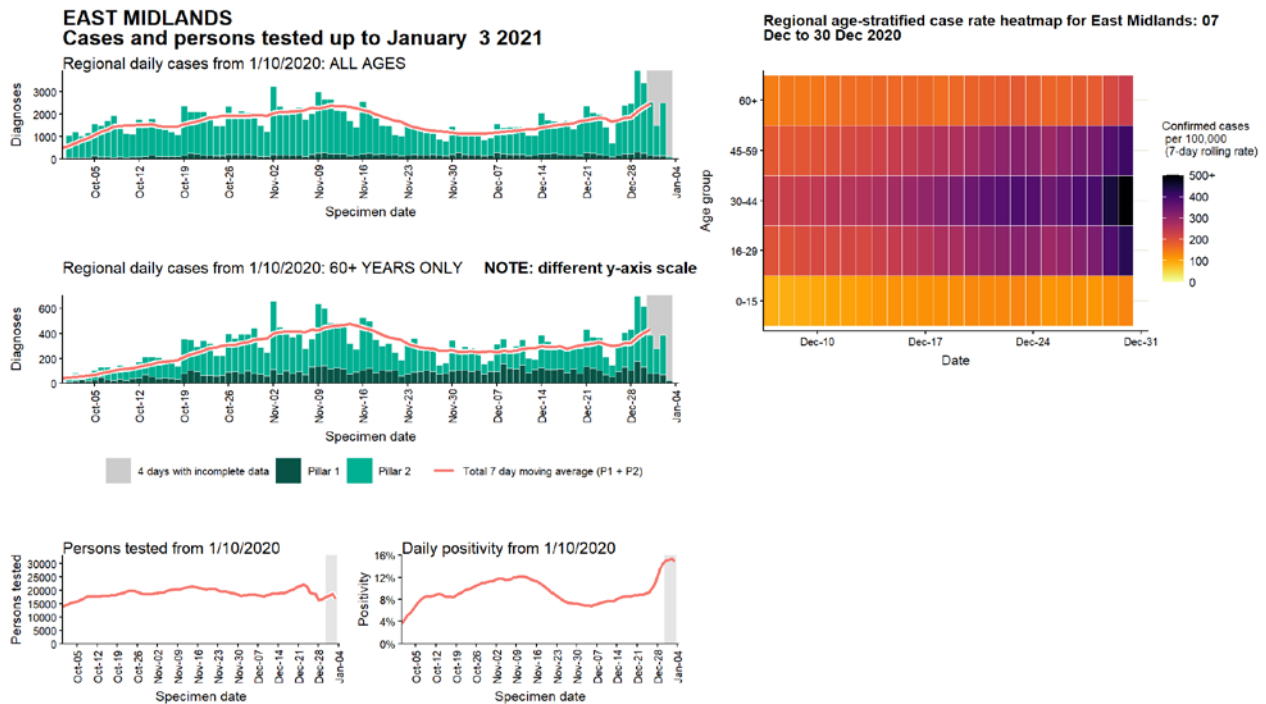 EAST MIDLANDS
Cases and persons tested up to January 3 2021
Regional daily cases from 1/10/2020: ALL AGES
Diagnoses
3000
2000
1000
0
Oct-05
Oct-12
Oct-19
Oct-26
Nov-02
Nov-09
Nov-16
Nov-23
Nov-30
Dec-07
Dec-14
Dec-21
Dec-28
Jan-04
Specimen date
Regional daily cases from 1/10/2020: 60+ YEARS ONLY NOTE: different y-axis scale
Diagnoses
600
400
200
0
Oct-05
Oct-12
Oct-19
Oct-26
Nov-02
Nov-09
Nov-16
Nov-23
Nov-30
Dec-07
Dec-14
Dec-21
Dec-28
Jan-04
Specimen date
4 days with incomplete data Pillar 1 Pillar 2 Total 7 day moving average (P1 + P2)
Persons tested from 1/10/2020
Persons tested
30000
25000
20000
15000
10000
5000
0
Oct-05
Oct-12
Oct-19
Oct-26
Nov-02
Nov-09
Nov-16
Nov-23
Nov-30
Dec-07
Dec-14
Dec-21
Dec-28
Jan-04
Specimen date
Daily positivity from 1/10/2020
Positivity
16%
12%
8%
4%
0%
Oct-05
Oct-12
Oct-19
Oct-26
Nov-02
Nov-09
Nov-16
Nov-23
Nov-30
Dec-07
Dec-14
Dec-21
Dec-28
Jan-04
Specimen date
Regional age-stratified case rate heatmap for East Midlands: 07
Dec to 30 Dec 2020
Age group
60+
45-59
30-44
16-29
0-15
Dec-10
Dec-17
Dec-24
Dec-31
Date
Confirmed cases
per 100,000
(7-day rolling rate)
500+
400
300
200
100
0